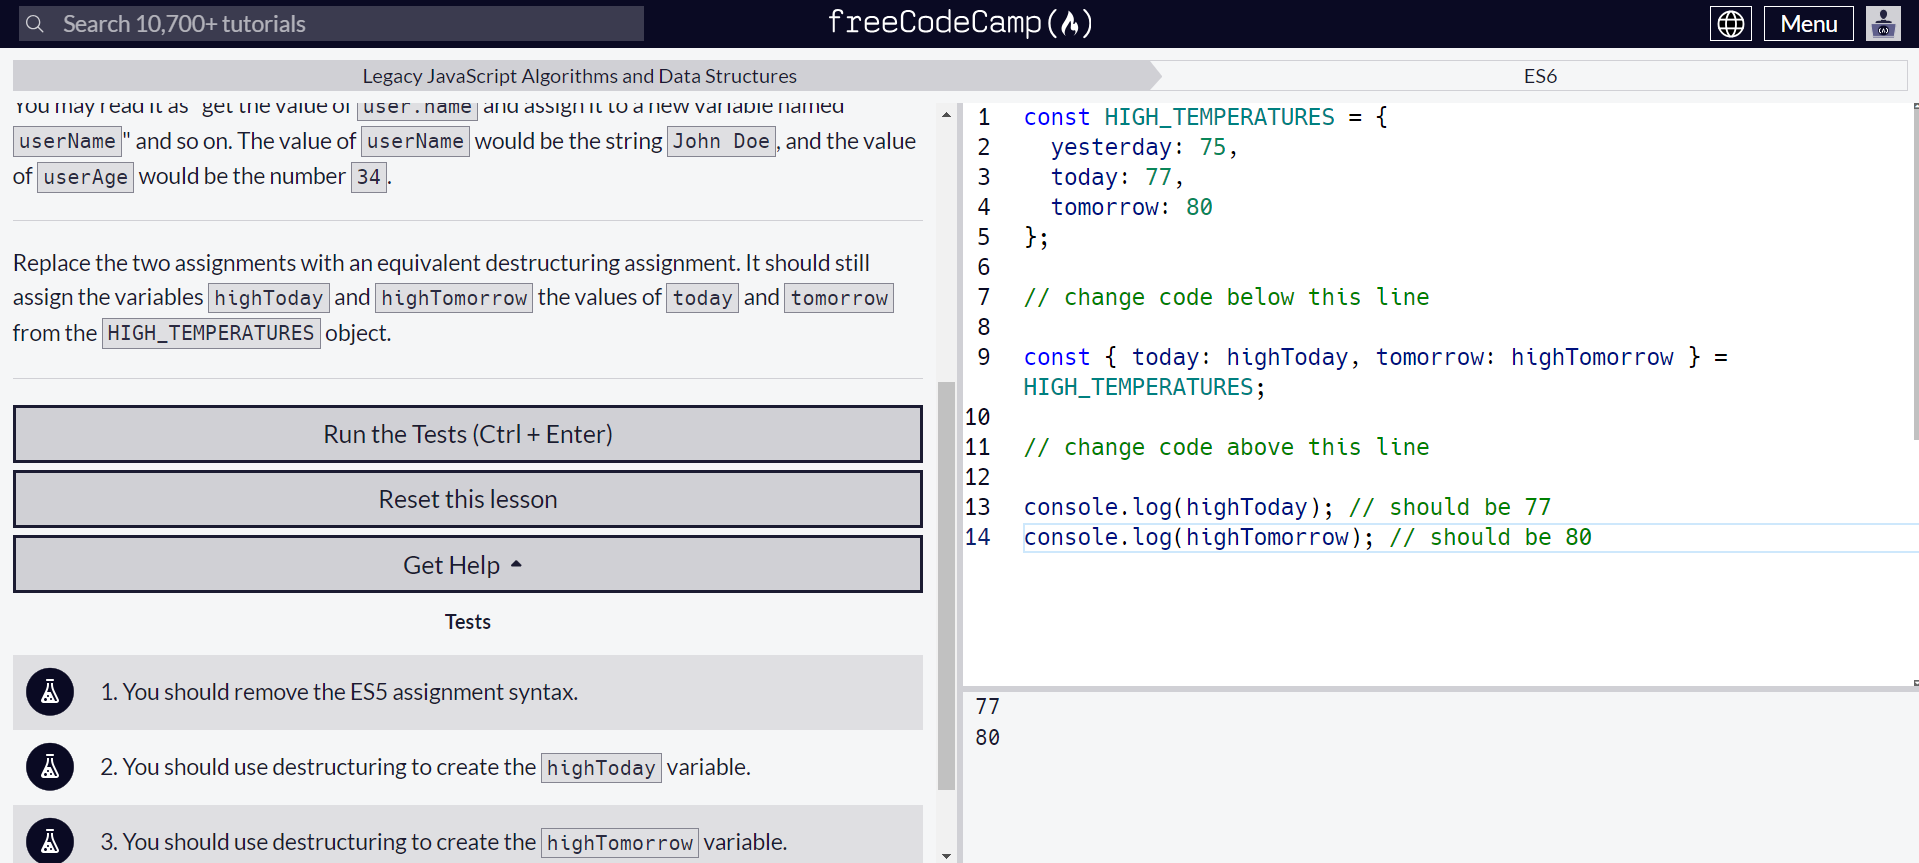 Search 10,700+ tutorials
freeCodeCamp
Menu
Legacy JavaScript Algorithms and Data Structures
ES6
You may read it as "get the value of user.name and assign it to a new variable named
userName" and so on. The value of userName would be the string John Doe, and the value
of userAge would be the number 34.
Replace the two assignments with an equivalent destructuring assignment. It should still
assign the variables highToday and highTomorrow the values of today and tomorrow
from the HIGH_TEMPERATURES object.
Run the Tests (Ctrl + Enter)
Reset this lesson
Get Help
Tests
1. You should remove the ES5 assignment syntax.
2. You should use destructuring to create the highToday variable.
3. You should use destructuring to create the highTomorrow variable.
1 const HIGH_TEMPERATURES = {
2 yesterday: 75,
3 today: 77,
4 tomorrow: 80
5 };
6
7 // change code below this line
8
9 const { today: highToday, tomorrow: highTomorrow } =
HIGH_TEMPERATURES;
10
11 // change code above this line
12
13 console.log(highToday); // should be 77
14 console.log(highTomorrow); // should be 80
77
80